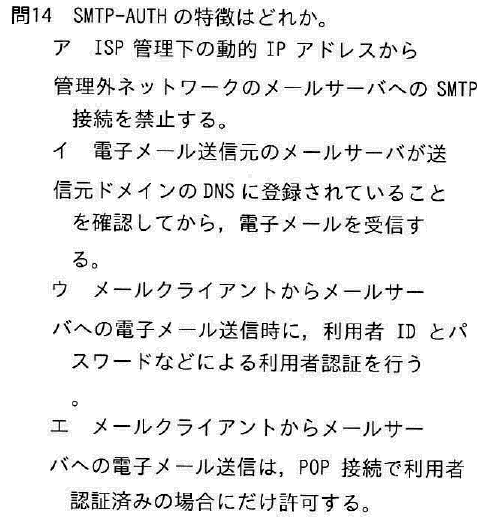 問14 SMTP-AUTH の特徴はどれか。
ア ISP 管理下の動的 IP アドレスから
管理外ネットワークのメールサーバへの SMTP
接続を禁止する。
イ 電子メール送信元のメールサーバが送
信元ドメインの DNS に登録されていること
を確認してから，電子メールを受信す
る。
ウ メールクライアントからメールサー
バへの電子メール送信時に，利用者 ID とパ
スワードなどによる利用者認証を行う
。
エ メールクライアントからメールサー
バへの電子メール送信は，POP 接続で利用者
認証済みの場合にだけ許可する。